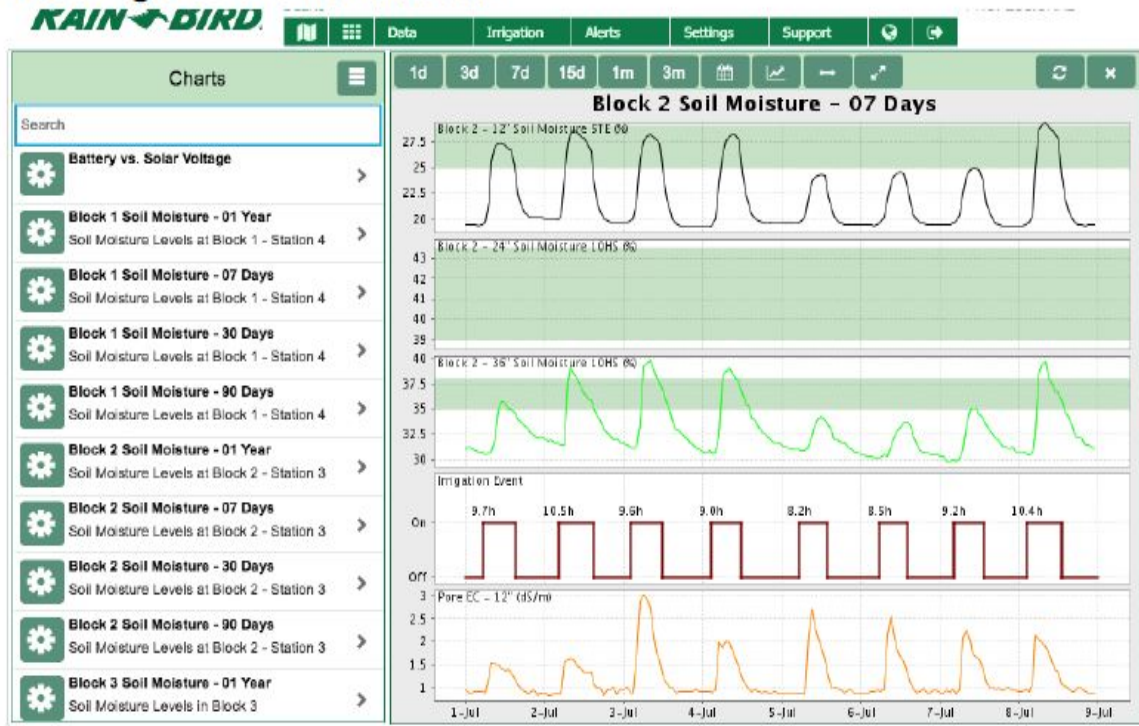 RAIN BIRD.
Data Irrigation Alerts Settings Support
Charts
Search
Battery vs. Solar Voltage
Block 1 Soil Moisture - 01 Year
Soil Moisture Levels at Block 1 - Station 4
Block 1 Soil Moisture - 07 Days
Soil Moisture Levels at Block 1 - Station 4
Block 1 Soil Moisture - 30 Days
Soil Moisture Levels at Block 1 - Station 4
Block 1 Soil Moisture - 90 Days
Soil Moisture Levels at Block 1 - Station 4
Block 2 Soil Moisture - 01 Year
Soil Moisture Levels at Block 2 - Station 3
Block 2 Soil Moisture - 07 Days
Soil Moisture Levels at Block 2 - Station 3
Block 2 Soil Moisture - 30 Days
Soil Moisture Levels at Block 2 - Station 3
Block 2 Soil Moisture - 90 Days
Soil Moisture Levels at Block 2 - Station 3
Block 3 Soil Moisture - 01 Year
Soil Moisture Levels in Block 3
1d 3d 7d 15d 1m 3m
Block 2 Soil Moisture - 07 Days
Block 2 - 12" Soil Moisture STE (%)
27.5
25
22.5
20
Block 2 - 24" Soil Moisture 10HS (%)
43
42
41
40
39
Block 2 - 36" Soil Moisture 10HS (%)
40
37.5
35
32.5
30
Irrigation Event
9.7h 10.5h 9.6h 9.0h 8.2h 8.5h 9.2h 10.4h
On
Off
Pore EC - 12" (dS/m)
3
2.5
2
1.5
1
1-Jul 2-Jul 3-Jul 4-Jul 5-Jul 6-Jul 7-Jul 8-Jul 9-Jul